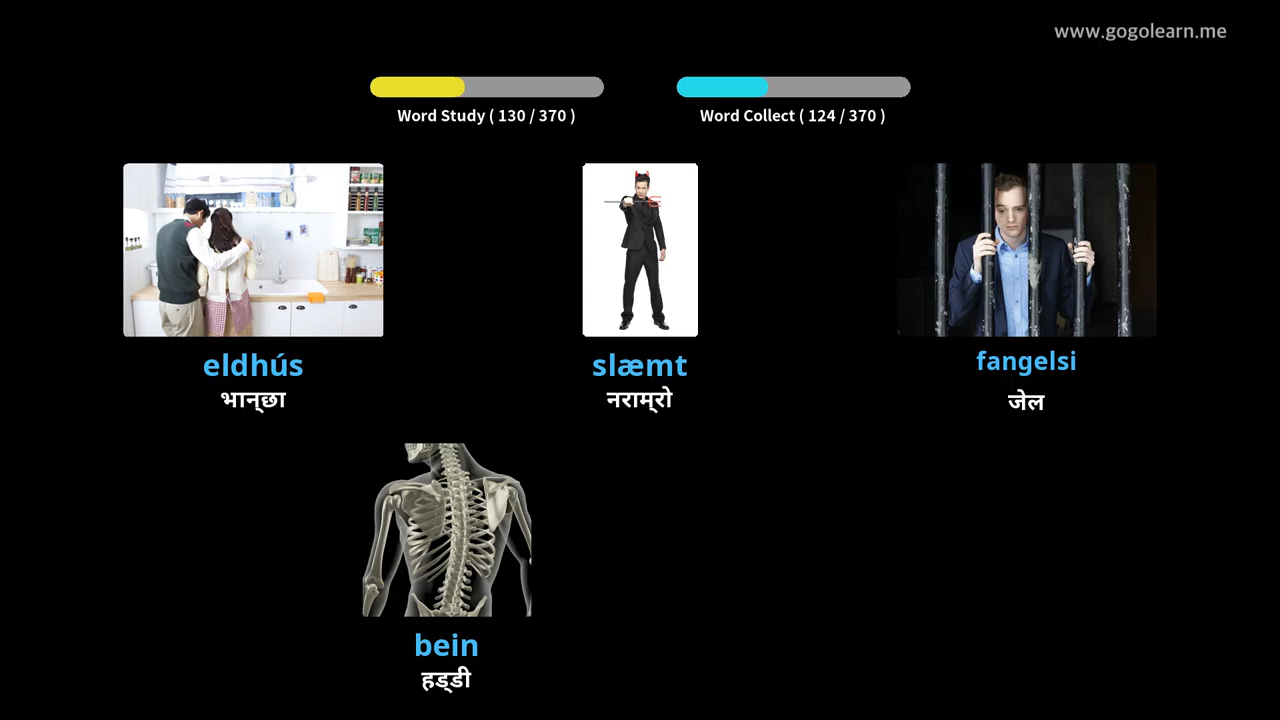 www.gogolearn.me
Word Study ( 130 / 370 )
Word Collect ( 124 / 370 )
eldhús
भान्छा
slæmt
नराम्रो
fangelsi
जेल
bein
हड्डी